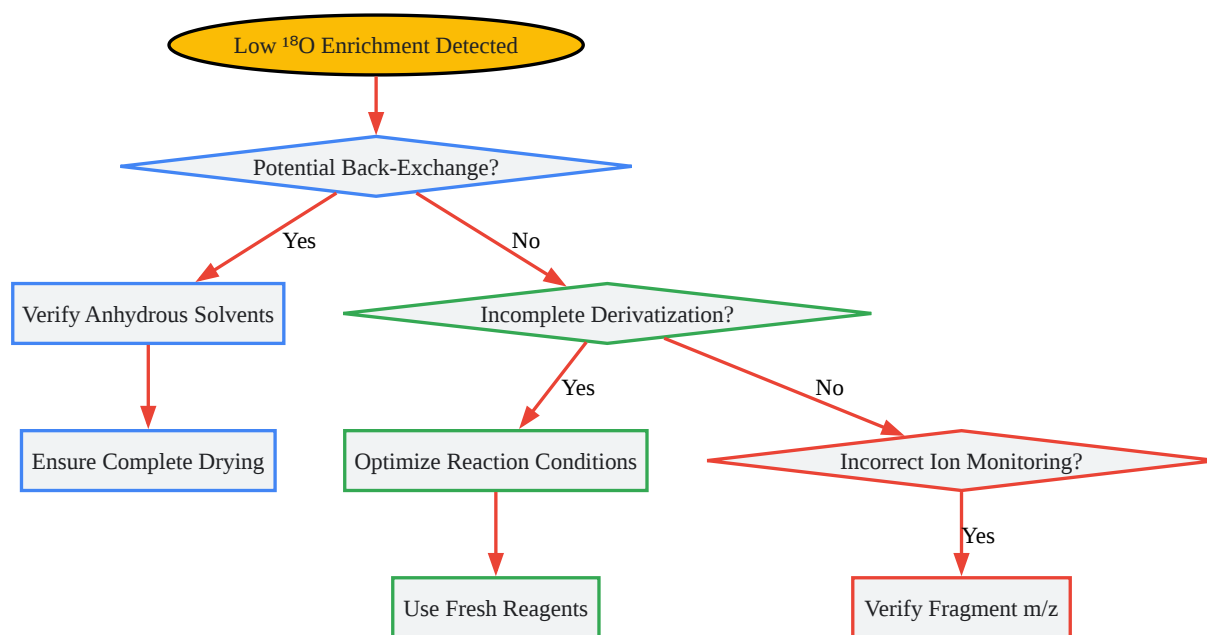 Low ¹⁸O Enrichment Detected
Potential Back-Exchange?
Yes
No
Verify Anhydrous Solvents
Incomplete Derivatization?
Yes
No
Ensure Complete Drying
Optimize Reaction Conditions
Incorrect Ion Monitoring?
Yes
Use Fresh Reagents
Verify Fragment m/z